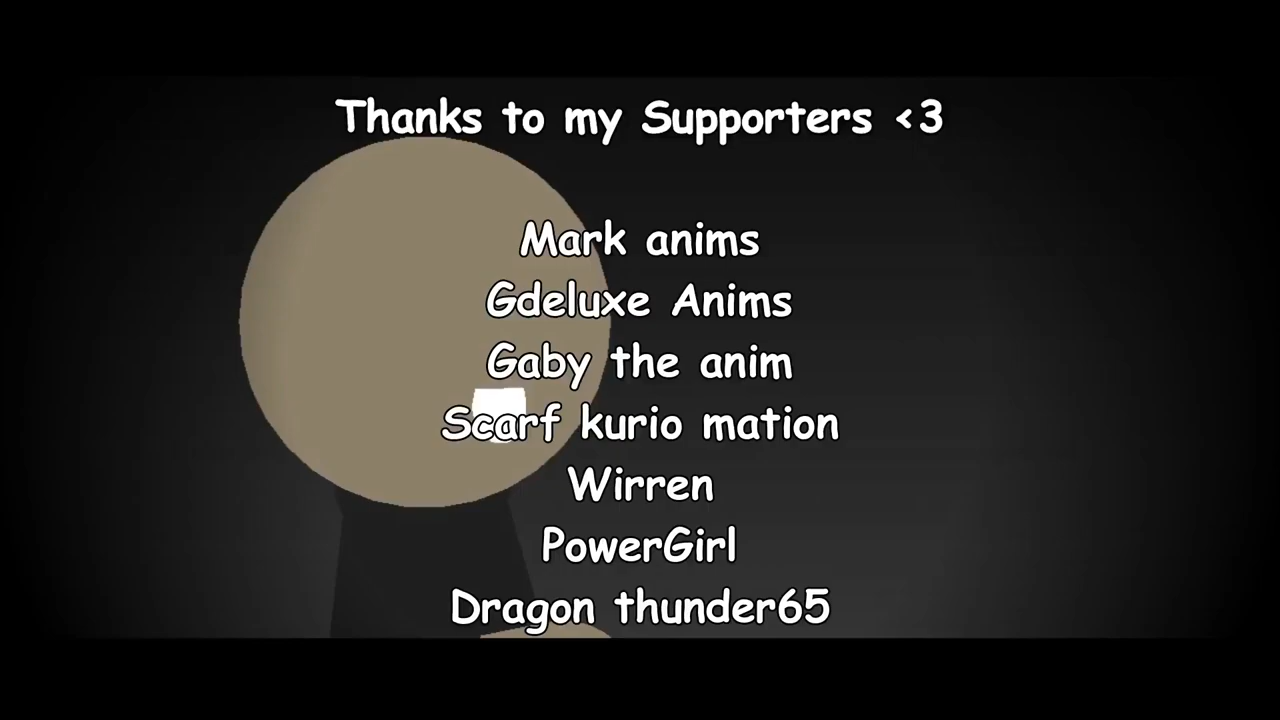 Thanks to my Supporters <3
Mark anims
Gdeluxe Anims
Gaby the anim
Scarf kurio mation
Wirren
PowerGirl
Dragon thunder65